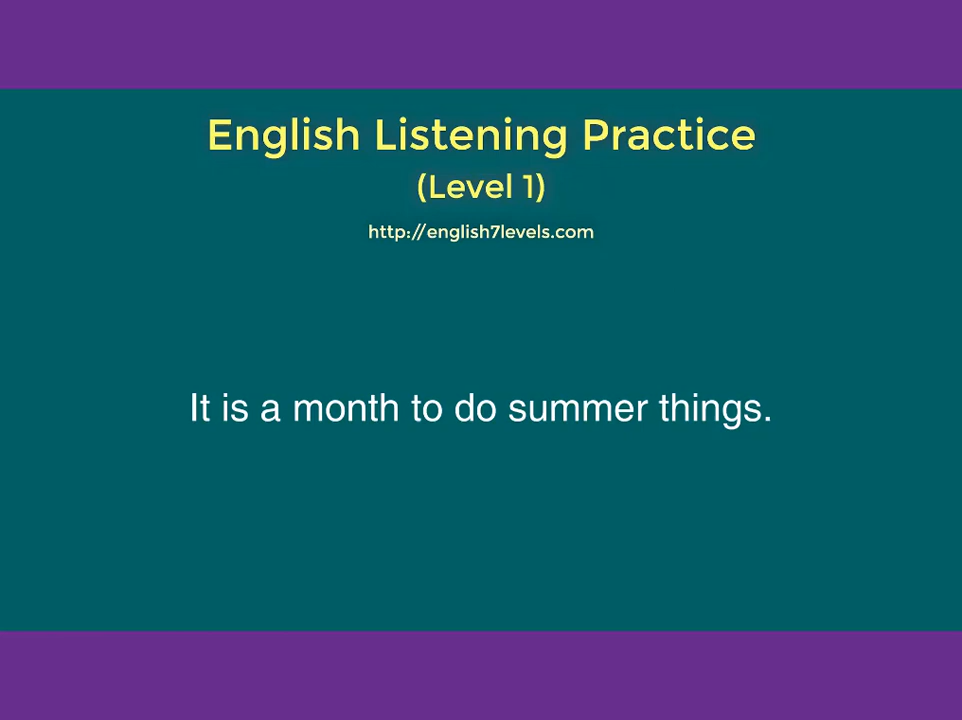 English Listening Practice
(Level 1)
http://english7levels.com
It is a month to do summer things.